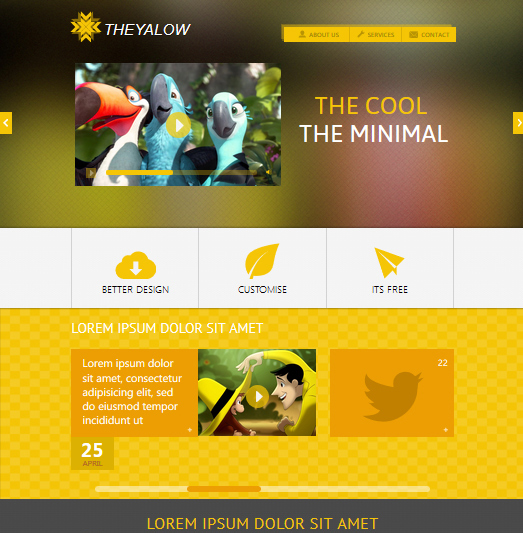 THEYALOW
ABOUT US SERVICES CONTACT
THE COOL
THE MINIMAL
BETTER DESIGN CUSTOMISE ITS FREE
LOREM IPSUM DOLOR SIT AMET
Lorem ipsum dolor
sit amet, consectetur
adipisicing elit, sed
do eiusmod tempor
incididunt ut
22
25
APRIL
LOREM IPSUM DOLOR SIT AMET